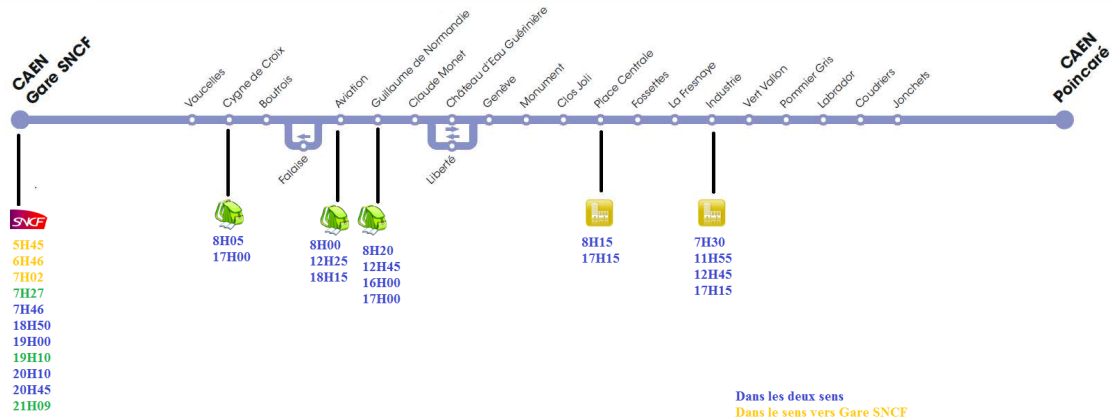 CAEN
Gare SNCF
Vaucelles
Cygne de Croix
Boutrois
Falaise
Aviation
Guillaume de Normandie
Claude Monet
Château d'Eau Guérinière
Liberté
Genève
Monument
Clos Joli
Place Centrale
Fossettes
La Fresnaye
Industrie
Vert Vallon
Pommier Gris
Labrador
Coudriers
Jonchets
CAEN
Poincaré
SNCF
5H45
6H46
7H02
7H27
7H46
18H50
19H00
19H10
20H10
20H45
21H09
8H05
17H00
8H00
12H25
18H15
8H20
12H45
16H00
17H00
8H15
17H15
7H30
11H55
12H45
17H15
Dans les deux sens
Dans le sens vers Gare SNCF